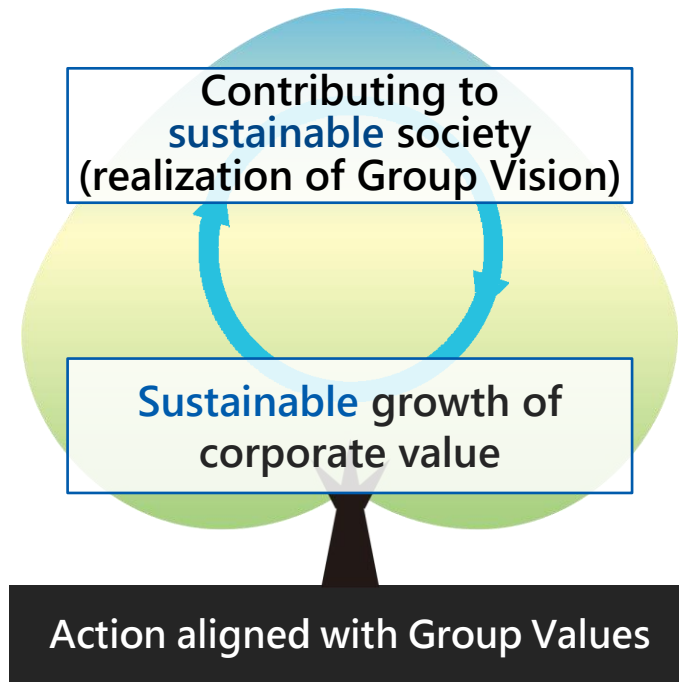 Contributing to
sustainable society
(realization of Group Vision)
Sustainable growth of
corporate value
Action aligned with Group Values